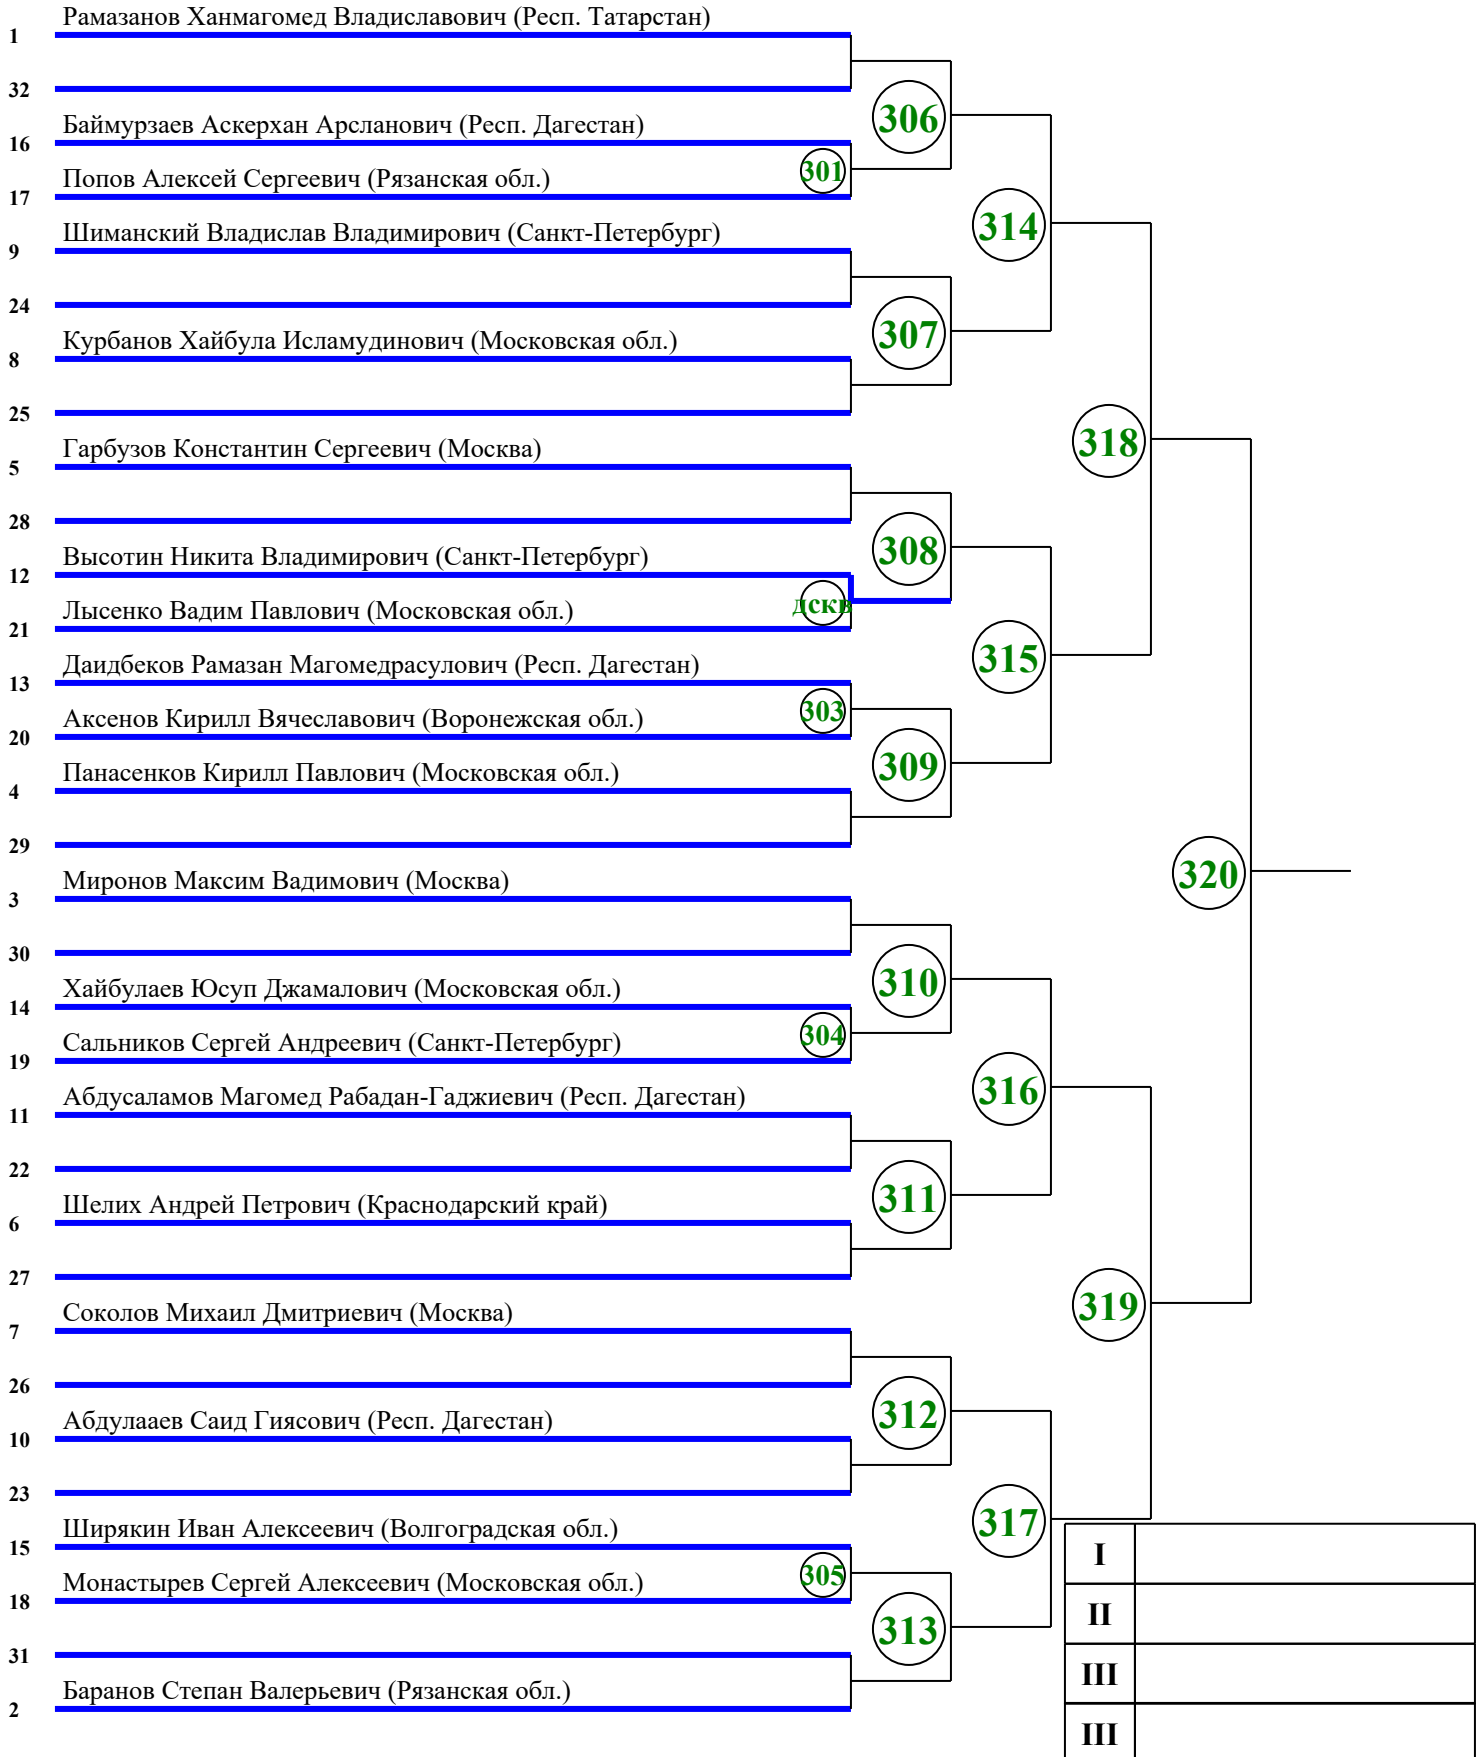 Рамазанов Ханмагомед Владиславович (Респ. Татарстан)
1
32
306
Баймурзаев Аскерхан Арсланович (Респ. Дагестан)
16
301
Попов Алексей Сергеевич (Рязанская обл.)
17
314
Шиманский Владислав Владимирович (Санкт-Петербург)
9
24
307
Курбанов Хайбула Исламудинович (Московская обл.)
8
25
318
Гарбузов Константин Сергеевич (Москва)
5
28
308
Высотин Никита Владимирович (Санкт-Петербург)
12
дскв
Лысенко Вадим Павлович (Московская обл.)
21
315
Даидбеков Рамазан Магомедрасулович (Респ. Дагестан)
13
303
Аксенов Кирилл Вячеславович (Воронежская обл.)
20
309
Панасенков Кирилл Павлович (Московская обл.)
4
29
320
Миронов Максим Вадимович (Москва)
3
30
310
Хайбулаев Юсуп Джамалович (Московская обл.)
14
304
Сальников Сергей Андреевич (Санкт-Петербург)
19
316
Абдусаламов Магомед Рабадан-Гаджиевич (Респ. Дагестан)
11
22
311
Шелих Андрей Петрович (Краснодарский край)
6
27
319
Соколов Михаил Дмитриевич (Москва)
7
26
312
Абдулааев Саид Гиясович (Респ. Дагестан)
10
23
317
Ширякин Иван Алексеевич (Волгоградская обл.)
15
305
Монастырев Сергей Алексеевич (Московская обл.)
18
313
31
Баранов Степан Валерьевич (Рязанская обл.)
2
I
II
III
III